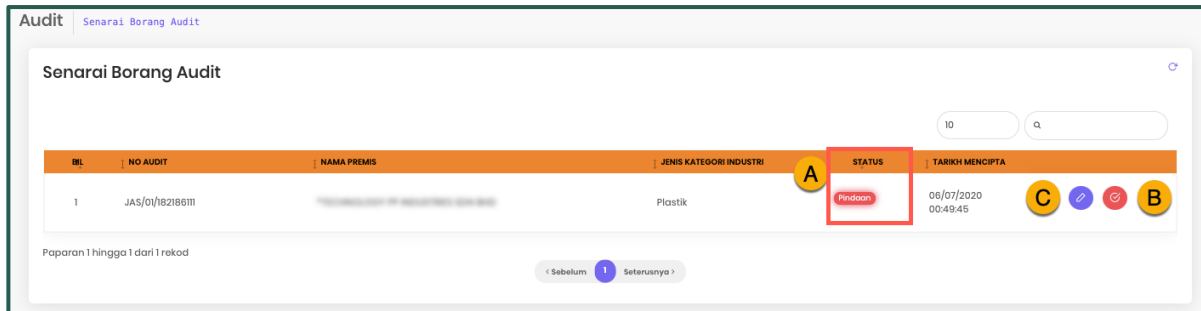 Audit Senarai Borang Audit
Senarai Borang Audit
10
BIL NO AUDIT NAMA PREMIS JENIS KATEGORI INDUSTRI STATUS TARIKH MENCIPTA
A
1 JAS/01/182186111 Plastik Pindaan 06/07/2020
00:49:45
C B
Paparan 1 hingga 1 dari 1 rekod
< Sebelum 1 Seterusnya >